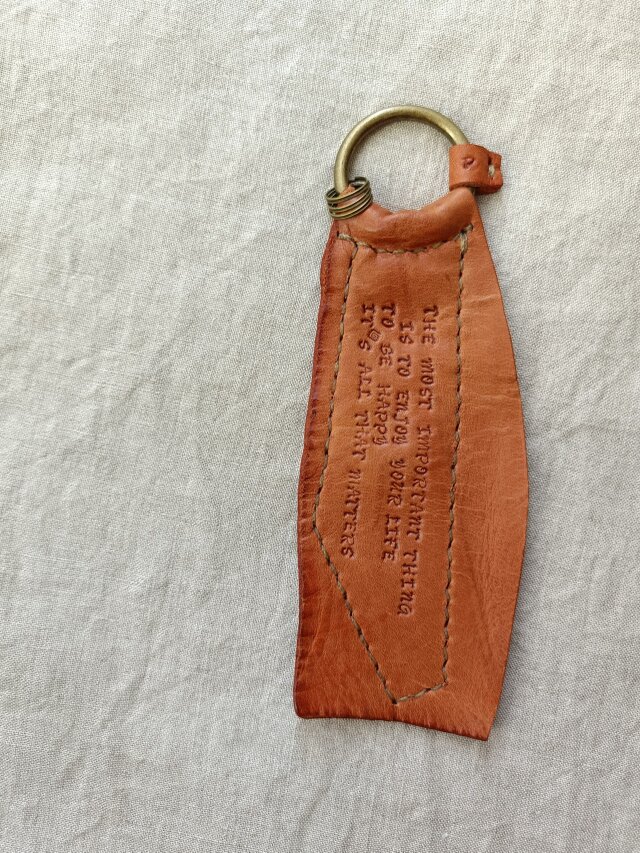 THE MOST IMPORTANT THING
IS TO ENJOY YOUR LIFE
TO BE HAPPY
IT'S ALL THAT MATTERS
P